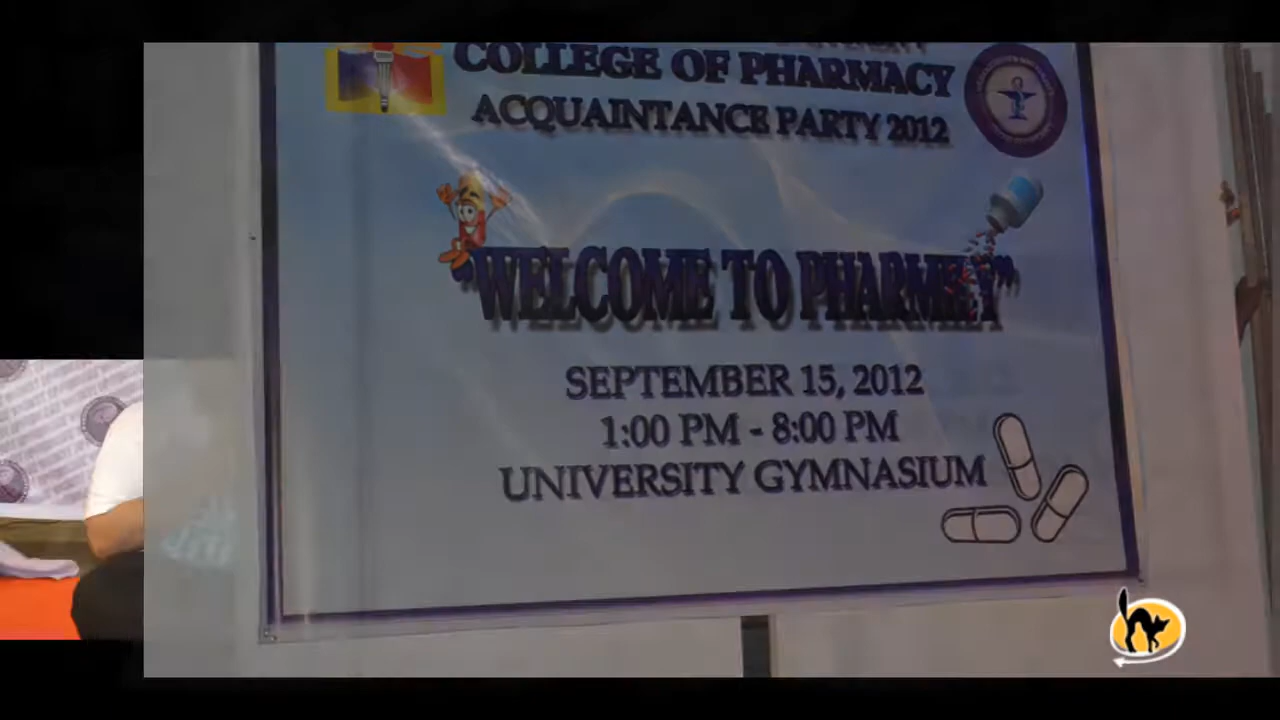 COLLEGE OF PHARMACY
ACQUAINTANCE PARTY 2012
"WELCOME TO PHARMILY"
SEPTEMBER 15, 2012
1:00 PM - 8:00 PM
UNIVERSITY GYMNASIUM